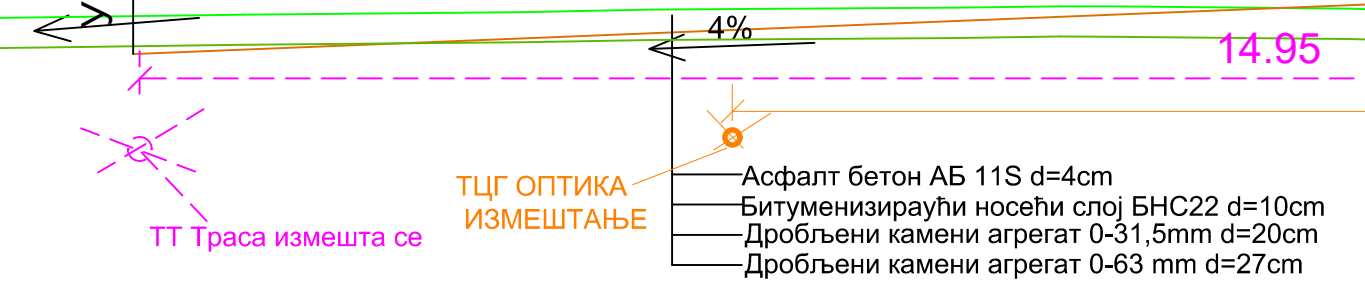 4%
14.95
ТЦГ ОПТИКА
ИЗМЕШТАЊЕ
ТТ Траса измешта се
Асфалт бетон АБ 11S d=4cm
Битуменизираући носећи слој БНС22 d=10cm
Дробљени камени агрегат 0-31,5mm d=20cm
Дробљени камени агрегат 0-63 mm d=27cm